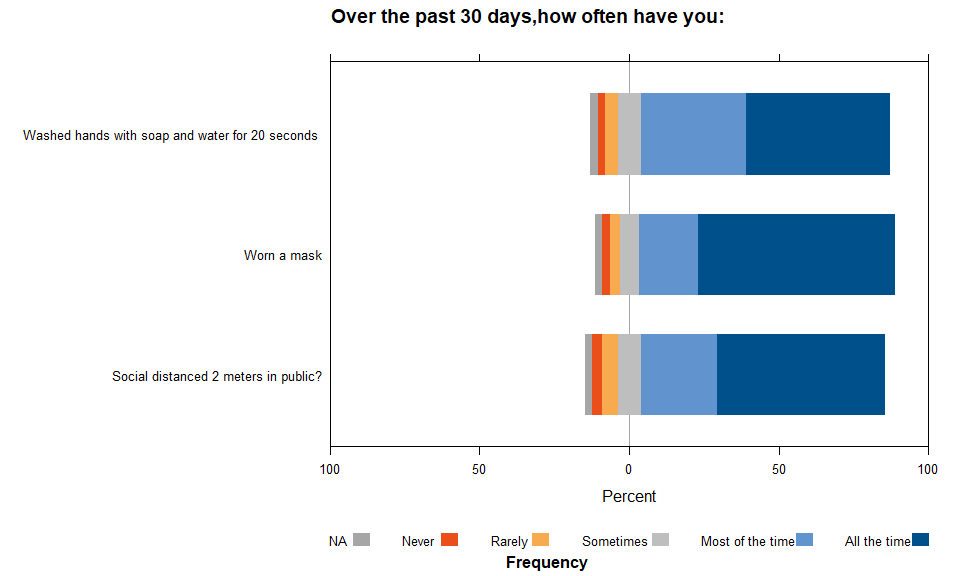 Over the past 30 days,how often have you:
Washed hands with soap and water for 20 seconds
Worn a mask
Social distanced 2 meters in public?
100 50 0 50 100
Percent
NA Never Rarely Sometimes Most of the time All the time
Frequency